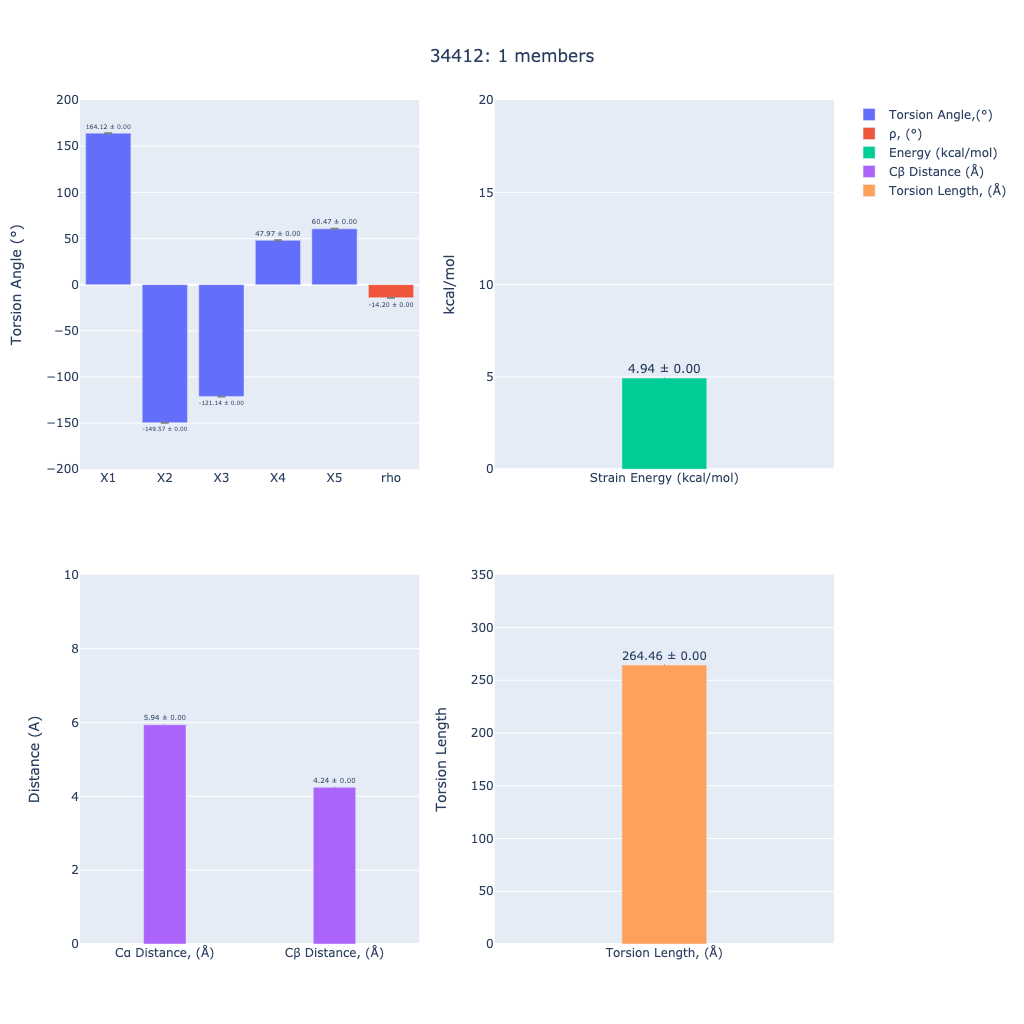 34412: 1 members
Torsion Angle (°)
200
150
100
50
0
−50
−100
−150
−200
164.12 ± 0.00
-149.57 ± 0.00
-121.14 ± 0.00
47.97 ± 0.00
60.47 ± 0.00
-14.20 ± 0.00
X1 X2 X3 X4 X5 rho
kcal/mol
20
15
10
5
0
4.94 ± 0.00
Strain Energy (kcal/mol)
Torsion Angle,(°)
ρ, (°)
Energy (kcal/mol)
Cβ Distance (Å)
Torsion Length, (Å)
Distance (A)
10
8
6
4
2
0
5.94 ± 0.00
4.24 ± 0.00
Cα Distance, (Å) Cβ Distance, (Å)
Torsion Length
350
300
250
200
150
100
50
0
264.46 ± 0.00
Torsion Length, (Å)